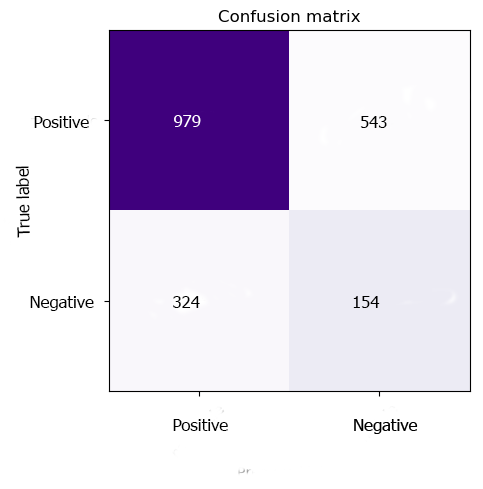 Confusion matrix
Positive
979
543
True label
Negative
324
154
Positive
Negative